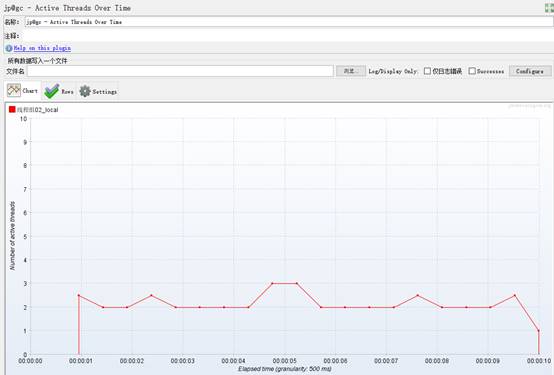 jp@gc - Active Threads Over Time
名称: jp@gc - Active Threads Over Time
注释:
Help on this plugin
所有数据写入一个文件
文件名 浏览... Log/Display Only: 仅日志错误 Successes Configure
Chart Rows Settings
线程组02_local
jmeter-plugins.org
10
9
8
7
6
5
4
3
2
1
0
Number of active threads
00:00:00 00:00:01 00:00:02 00:00:03 00:00:04 00:00:05 00:00:06 00:00:07 00:00:08 00:00:09 00:00:10
Elapsed time (granularity: 500 ms)